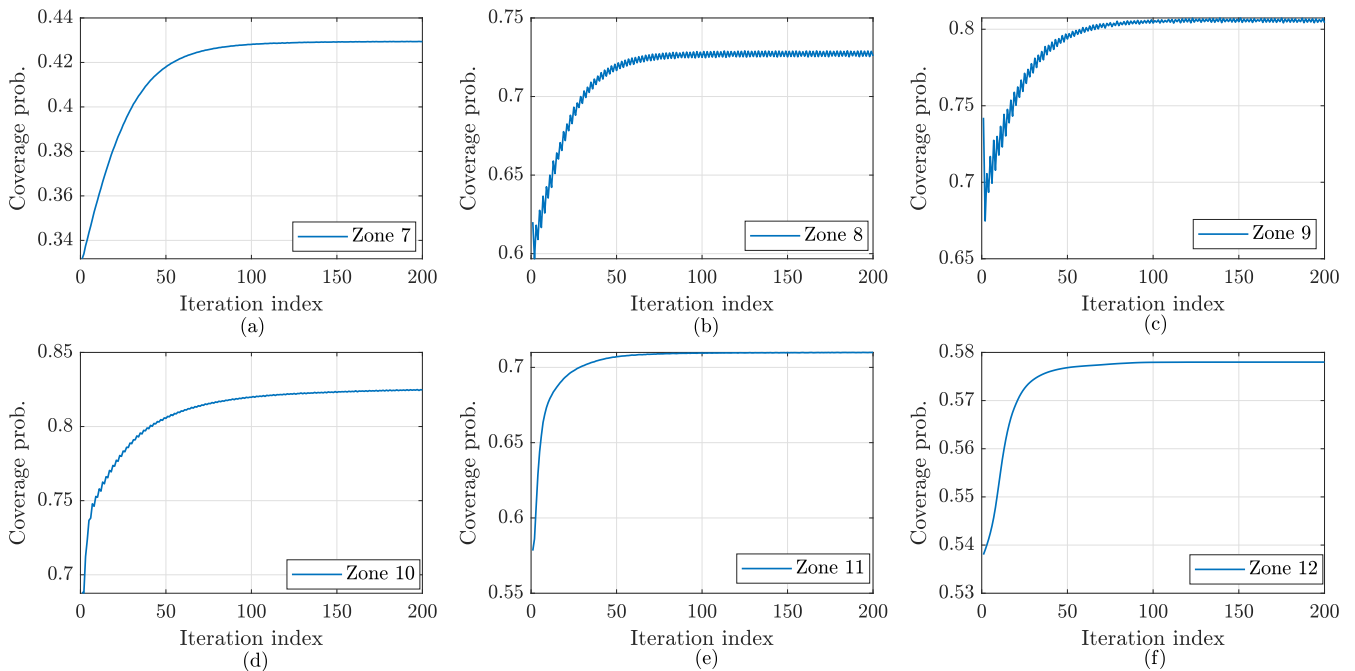 0.44
0.42
0.4
0.38
0.36
0.34
Coverage prob.
0
50
100
150
200
Iteration index
Zone 7
(a)
0.75
0.7
0.65
0.6
Coverage prob.
0
50
100
150
200
Iteration index
Zone 8
(b)
0.8
0.75
0.7
0.65
Coverage prob.
0
50
100
150
200
Iteration index
Zone 9
(c)
0.85
0.8
0.75
0.7
Coverage prob.
0
50
100
150
200
Iteration index
Zone 10
(d)
0.7
0.65
0.6
0.55
Coverage prob.
0
50
100
150
200
Iteration index
Zone 11
(e)
0.58
0.57
0.56
0.55
0.54
0.53
Coverage prob.
0
50
100
150
200
Iteration index
Zone 12
(f)